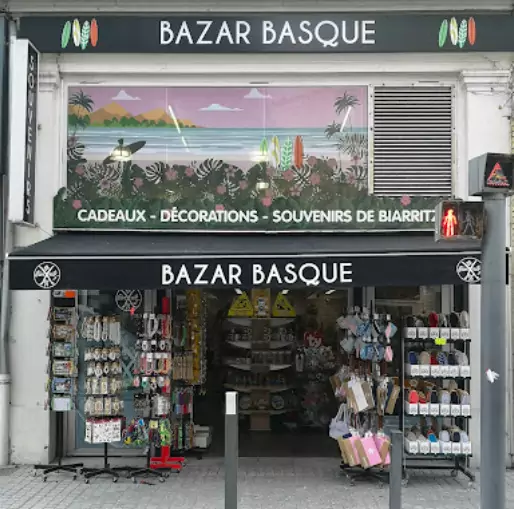 BAZAR BASQUE
SOUVENIRS
CADEAUX - DÉCORATIONS - SOUVENIRS DE BIARRITZ
BAZAR BASQUE